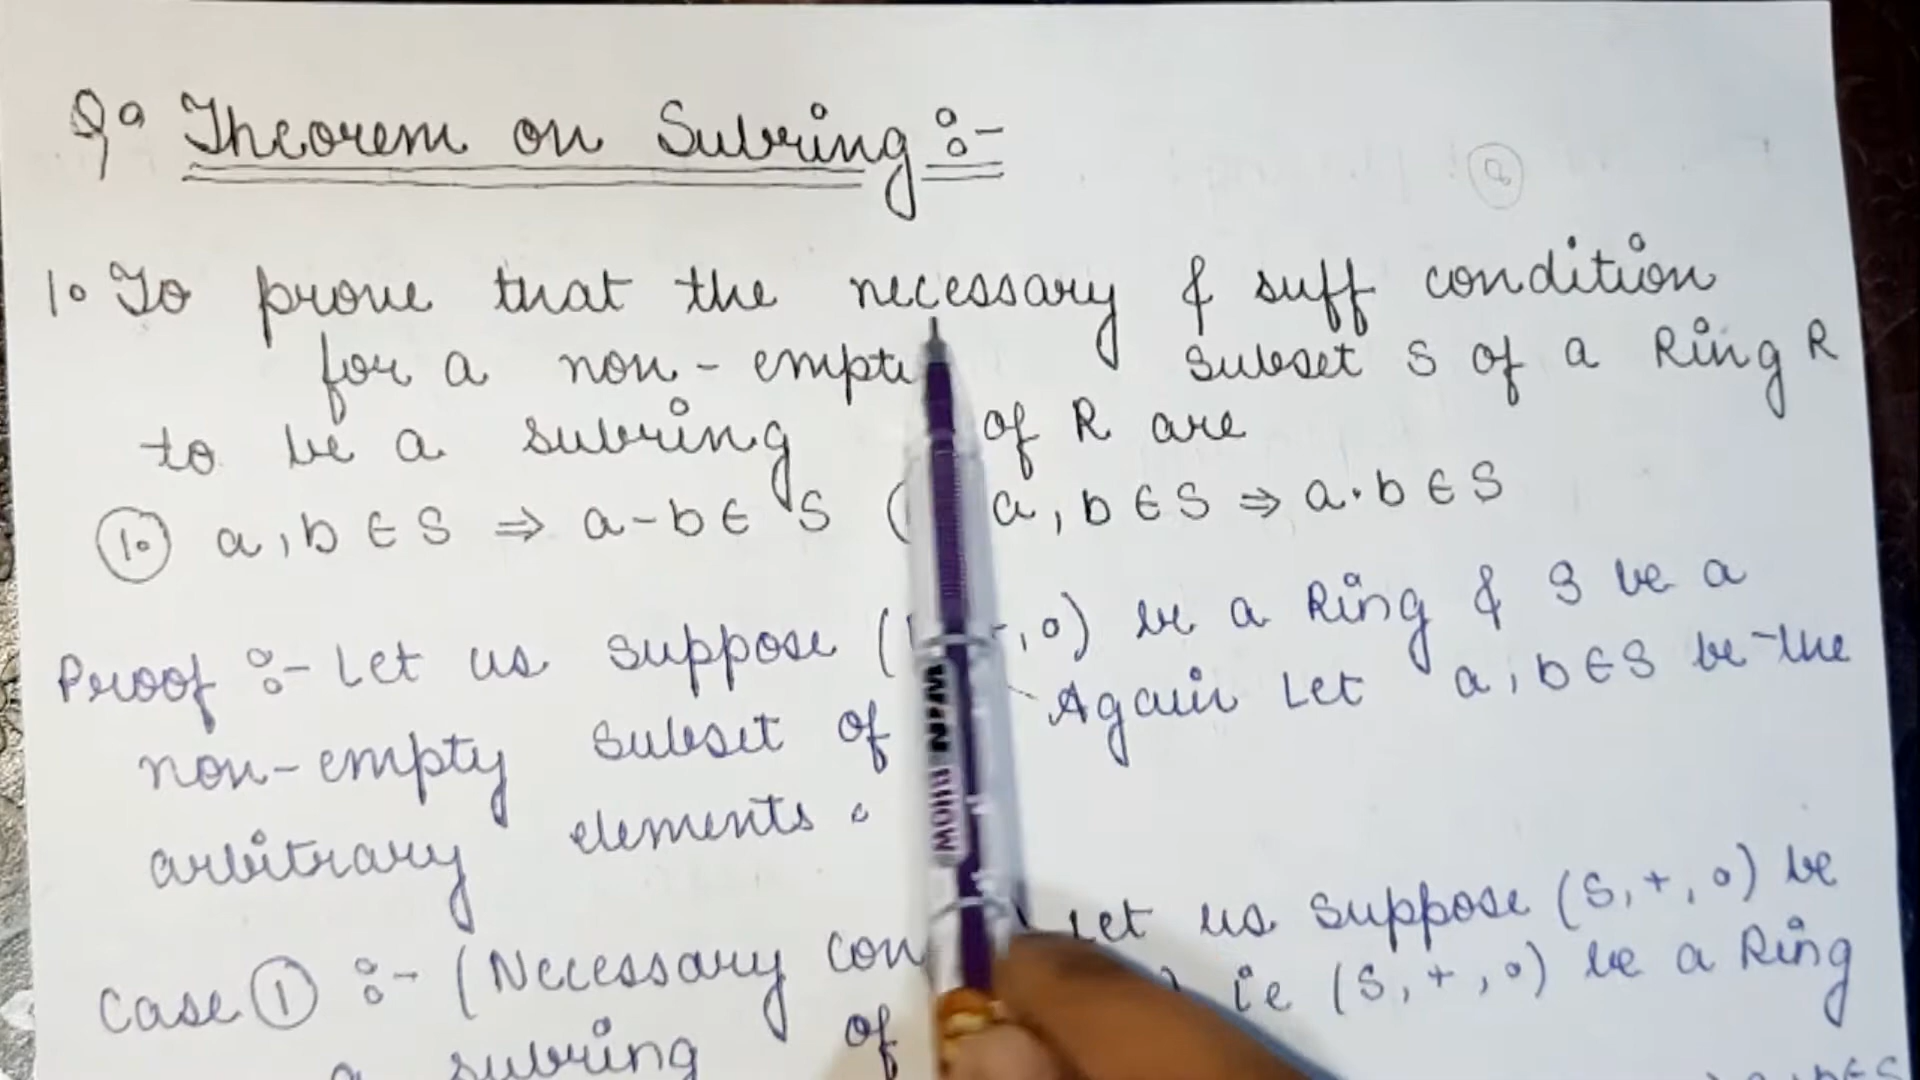 Q° Theorem on Subring :-
1. To prove that the necessary & suff condition
for a non-empt subset S of a Ring R
to be a subring of R are
1. a, b ∈ S ⇒ a-b ∈ S ( a, b ∈ S ⇒ a·b ∈ S
Proof :- Let us suppose ( , ∘) be a Ring & S be a
non-empty subset of Again Let a, b ∈ S be the
arbitrary elements.
Case 1 :- (Necessary con Let us suppose (S, +, ∘) be
a subring of ie (S, +, ∘) be a Ring
a, b ∈ S